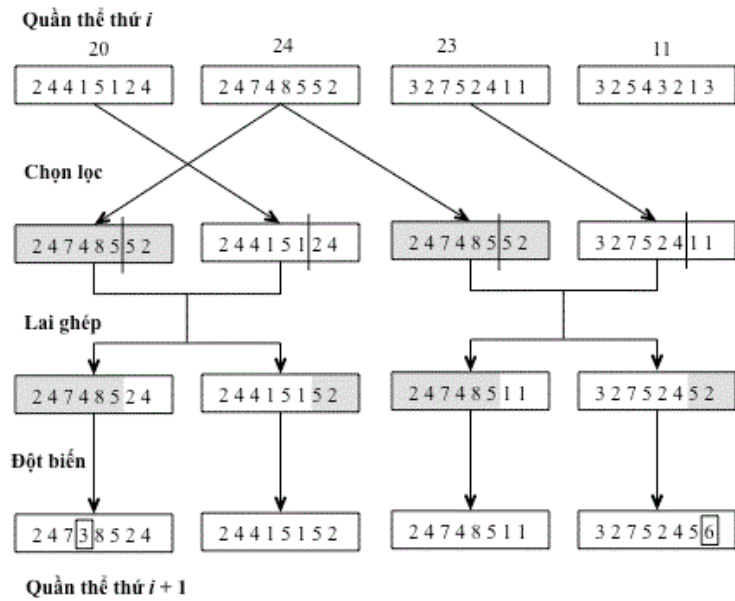 Quần thể thứ i
20 24 23 11
2 4 4 1 5 1 2 4 2 4 7 4 8 5 5 2 3 2 7 5 2 4 1 1 3 2 5 4 3 2 1 3
Chọn lọc
2 4 7 4 8 5 5 2 2 4 4 1 5 1 2 4 2 4 7 4 8 5 5 2 3 2 7 5 2 4 1 1
Lai ghép
2 4 7 4 8 5 2 4 2 4 4 1 5 1 5 2 2 4 7 4 8 5 1 1 3 2 7 5 2 4 5 2
Đột biến
2 4 7 3 8 5 2 4 2 4 4 1 5 1 5 2 2 4 7 4 8 5 1 1 3 2 7 5 2 4 5 6
Quần thể thứ i + 1